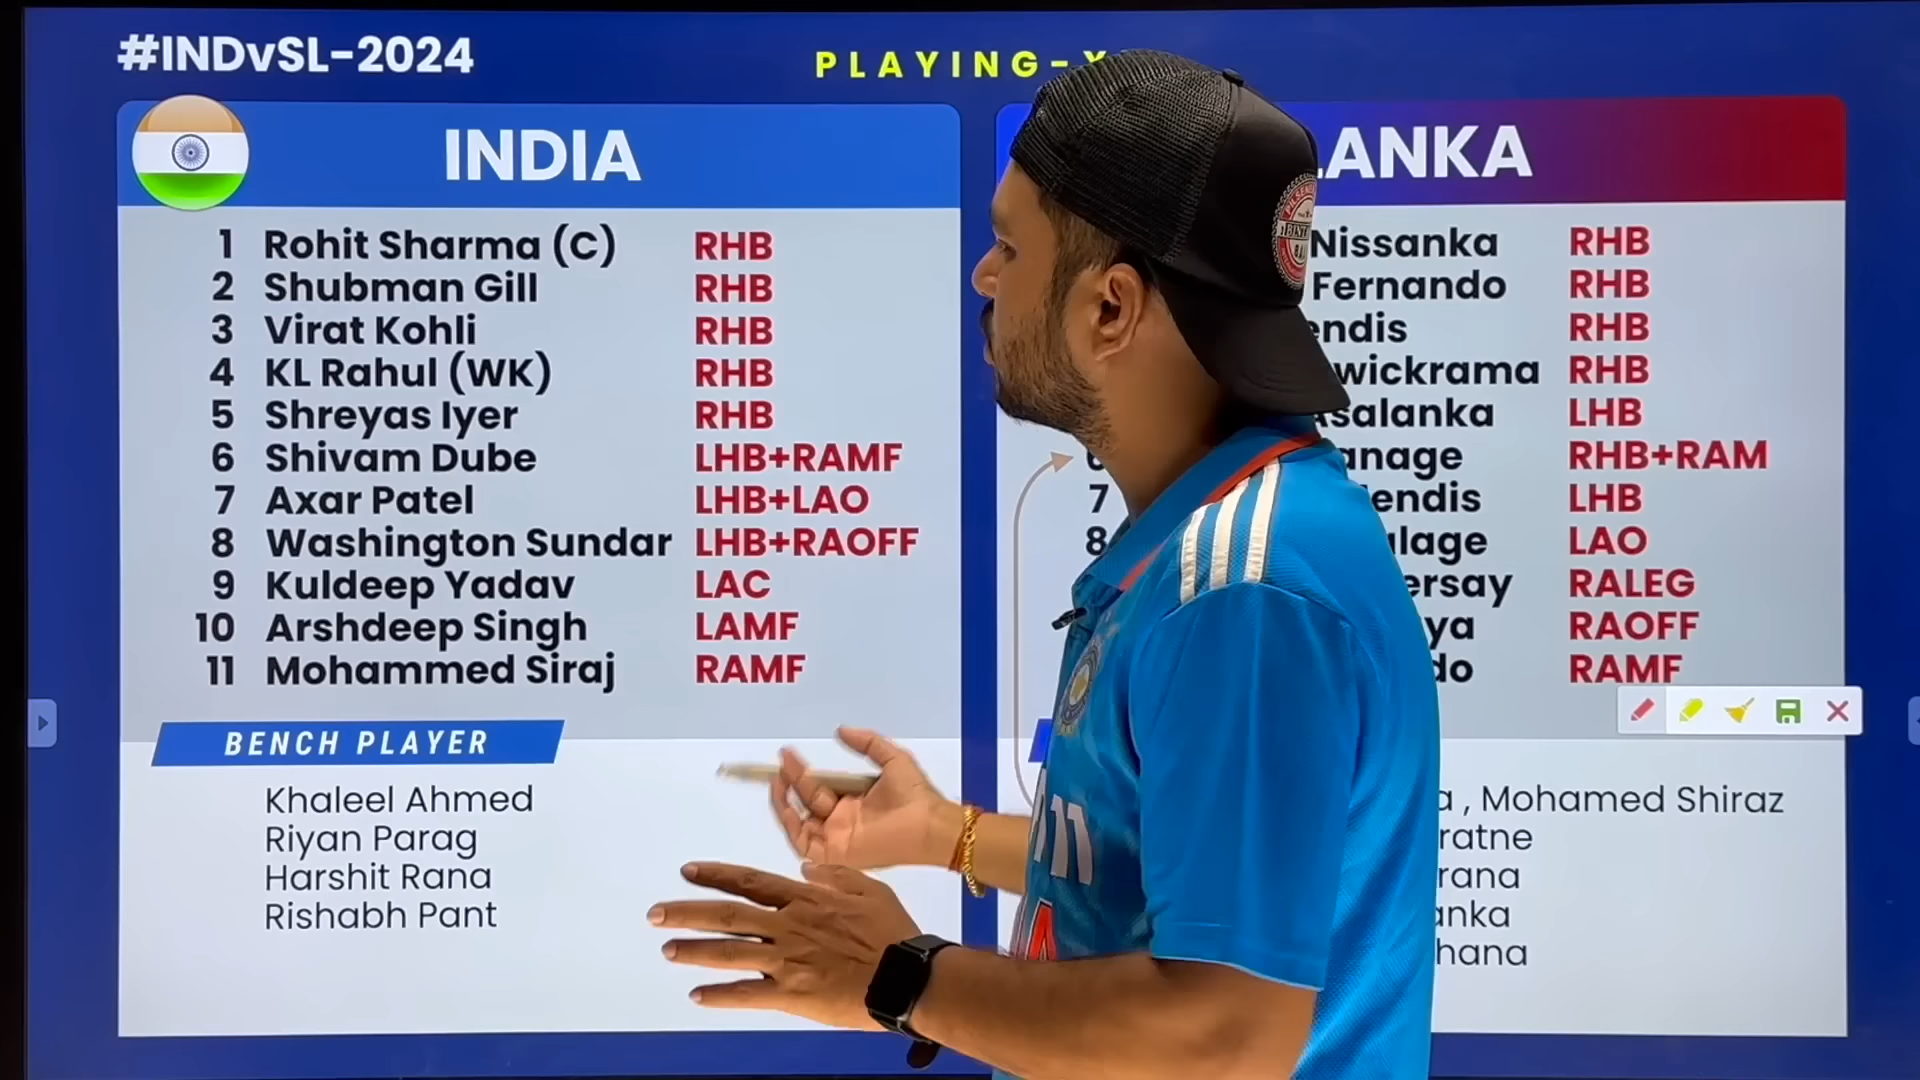 #INDvSL-2024
PLAYING-X
INDIA
1 Rohit Sharma (C) RHB
2 Shubman Gill RHB
3 Virat Kohli RHB
4 KL Rahul (WK) RHB
5 Shreyas Iyer RHB
6 Shivam Dube LHB+RAMF
7 Axar Patel LHB+LAO
8 Washington Sundar LHB+RAOFF
9 Kuldeep Yadav LAC
10 Arshdeep Singh LAMF
11 Mohammed Siraj RAMF
BENCH PLAYER
Khaleel Ahmed
Riyan Parag
Harshit Rana
Rishabh Pant
LANKA
Nissanka RHB
Fernando RHB
endis RHB
wickrama RHB
salanka LHB
6 anage RHB+RAM
7 endis LHB
8 lage LAO
ersay RALEG
ya RAOFF
do RAMF
a , Mohamed Shiraz
ratne
rana
anka
hana
11